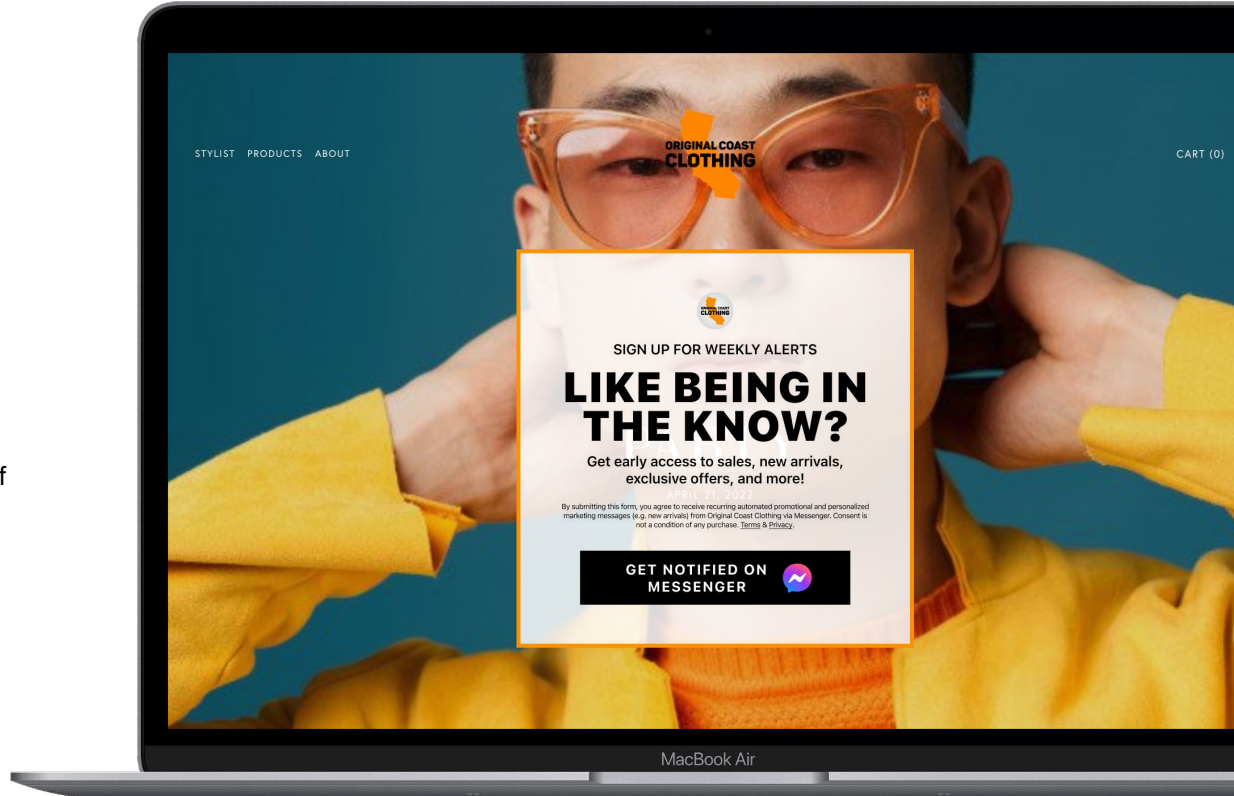 STYLIST PRODUCTS ABOUT
ORIGINAL COAST
CLOTHING
CART (0)
ORIGINAL COAST
CLOTHING
SIGN UP FOR WEEKLY ALERTS
LIKE BEING IN
THE KNOW?
Get early access to sales, new arrivals,
exclusive offers, and more!
APRIL 21, 2022
By submitting this form, you agree to receive recurring automated promotional and personalized
marketing messages (e.g. new arrivals) from Original Coast Clothing via Messenger. Consent is
not a condition of any purchase. Terms & Privacy.
GET NOTIFIED ON
MESSENGER
f
MacBook Air